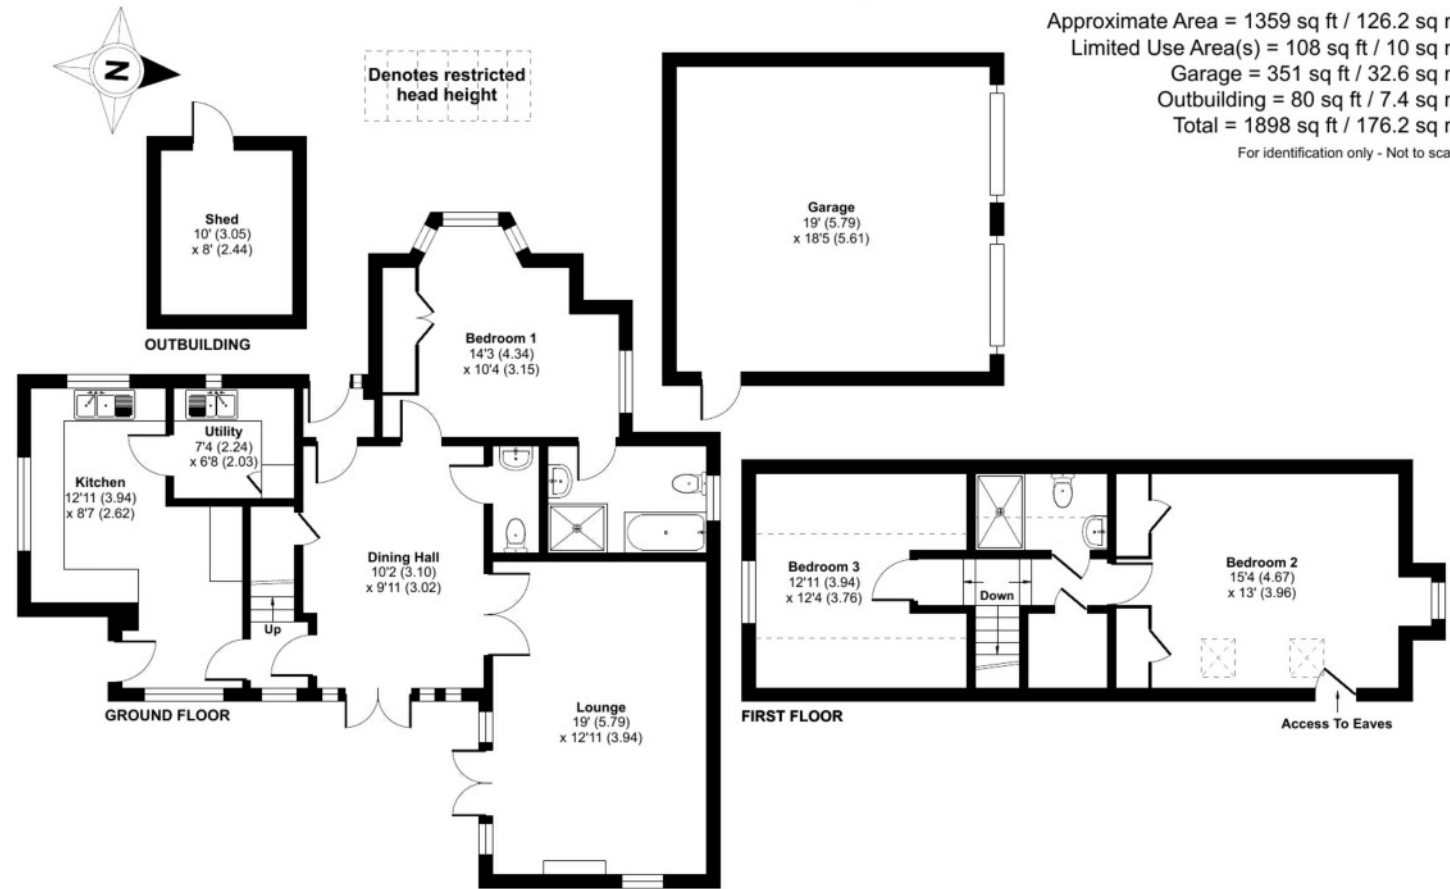 Approximate Area = 1359 sq ft / 126.2 sq
Limited Use Area(s) = 108 sq ft / 10 sq
Garage = 351 sq ft / 32.6 sq
Outbuilding = 80 sq ft / 7.4 sq
Total = 1898 sq ft / 176.2 sq
For identification only - Not to
N
Denotes restricted
head height
Shed
10' (3.05)
x 8' (2.44)
OUTBUILDING
Garage
19' (5.79)
x 18'5 (5.61)
Bedroom 1
14'3 (4.34)
x 10'4 (3.15)
Utility
7'4 (2.24)
x 6'8 (2.03)
Kitchen
12'11 (3.94)
x 8'7 (2.62)
Dining Hall
10'2 (3.10)
x 9'11 (3.02)
Up
Lounge
19' (5.79)
x 12'11 (3.94)
GROUND FLOOR
Bedroom 3
12'11 (3.94)
x 12'4 (3.76)
Down
Bedroom 2
15'4 (4.67)
x 13' (3.96)
FIRST FLOOR
Access To Eaves